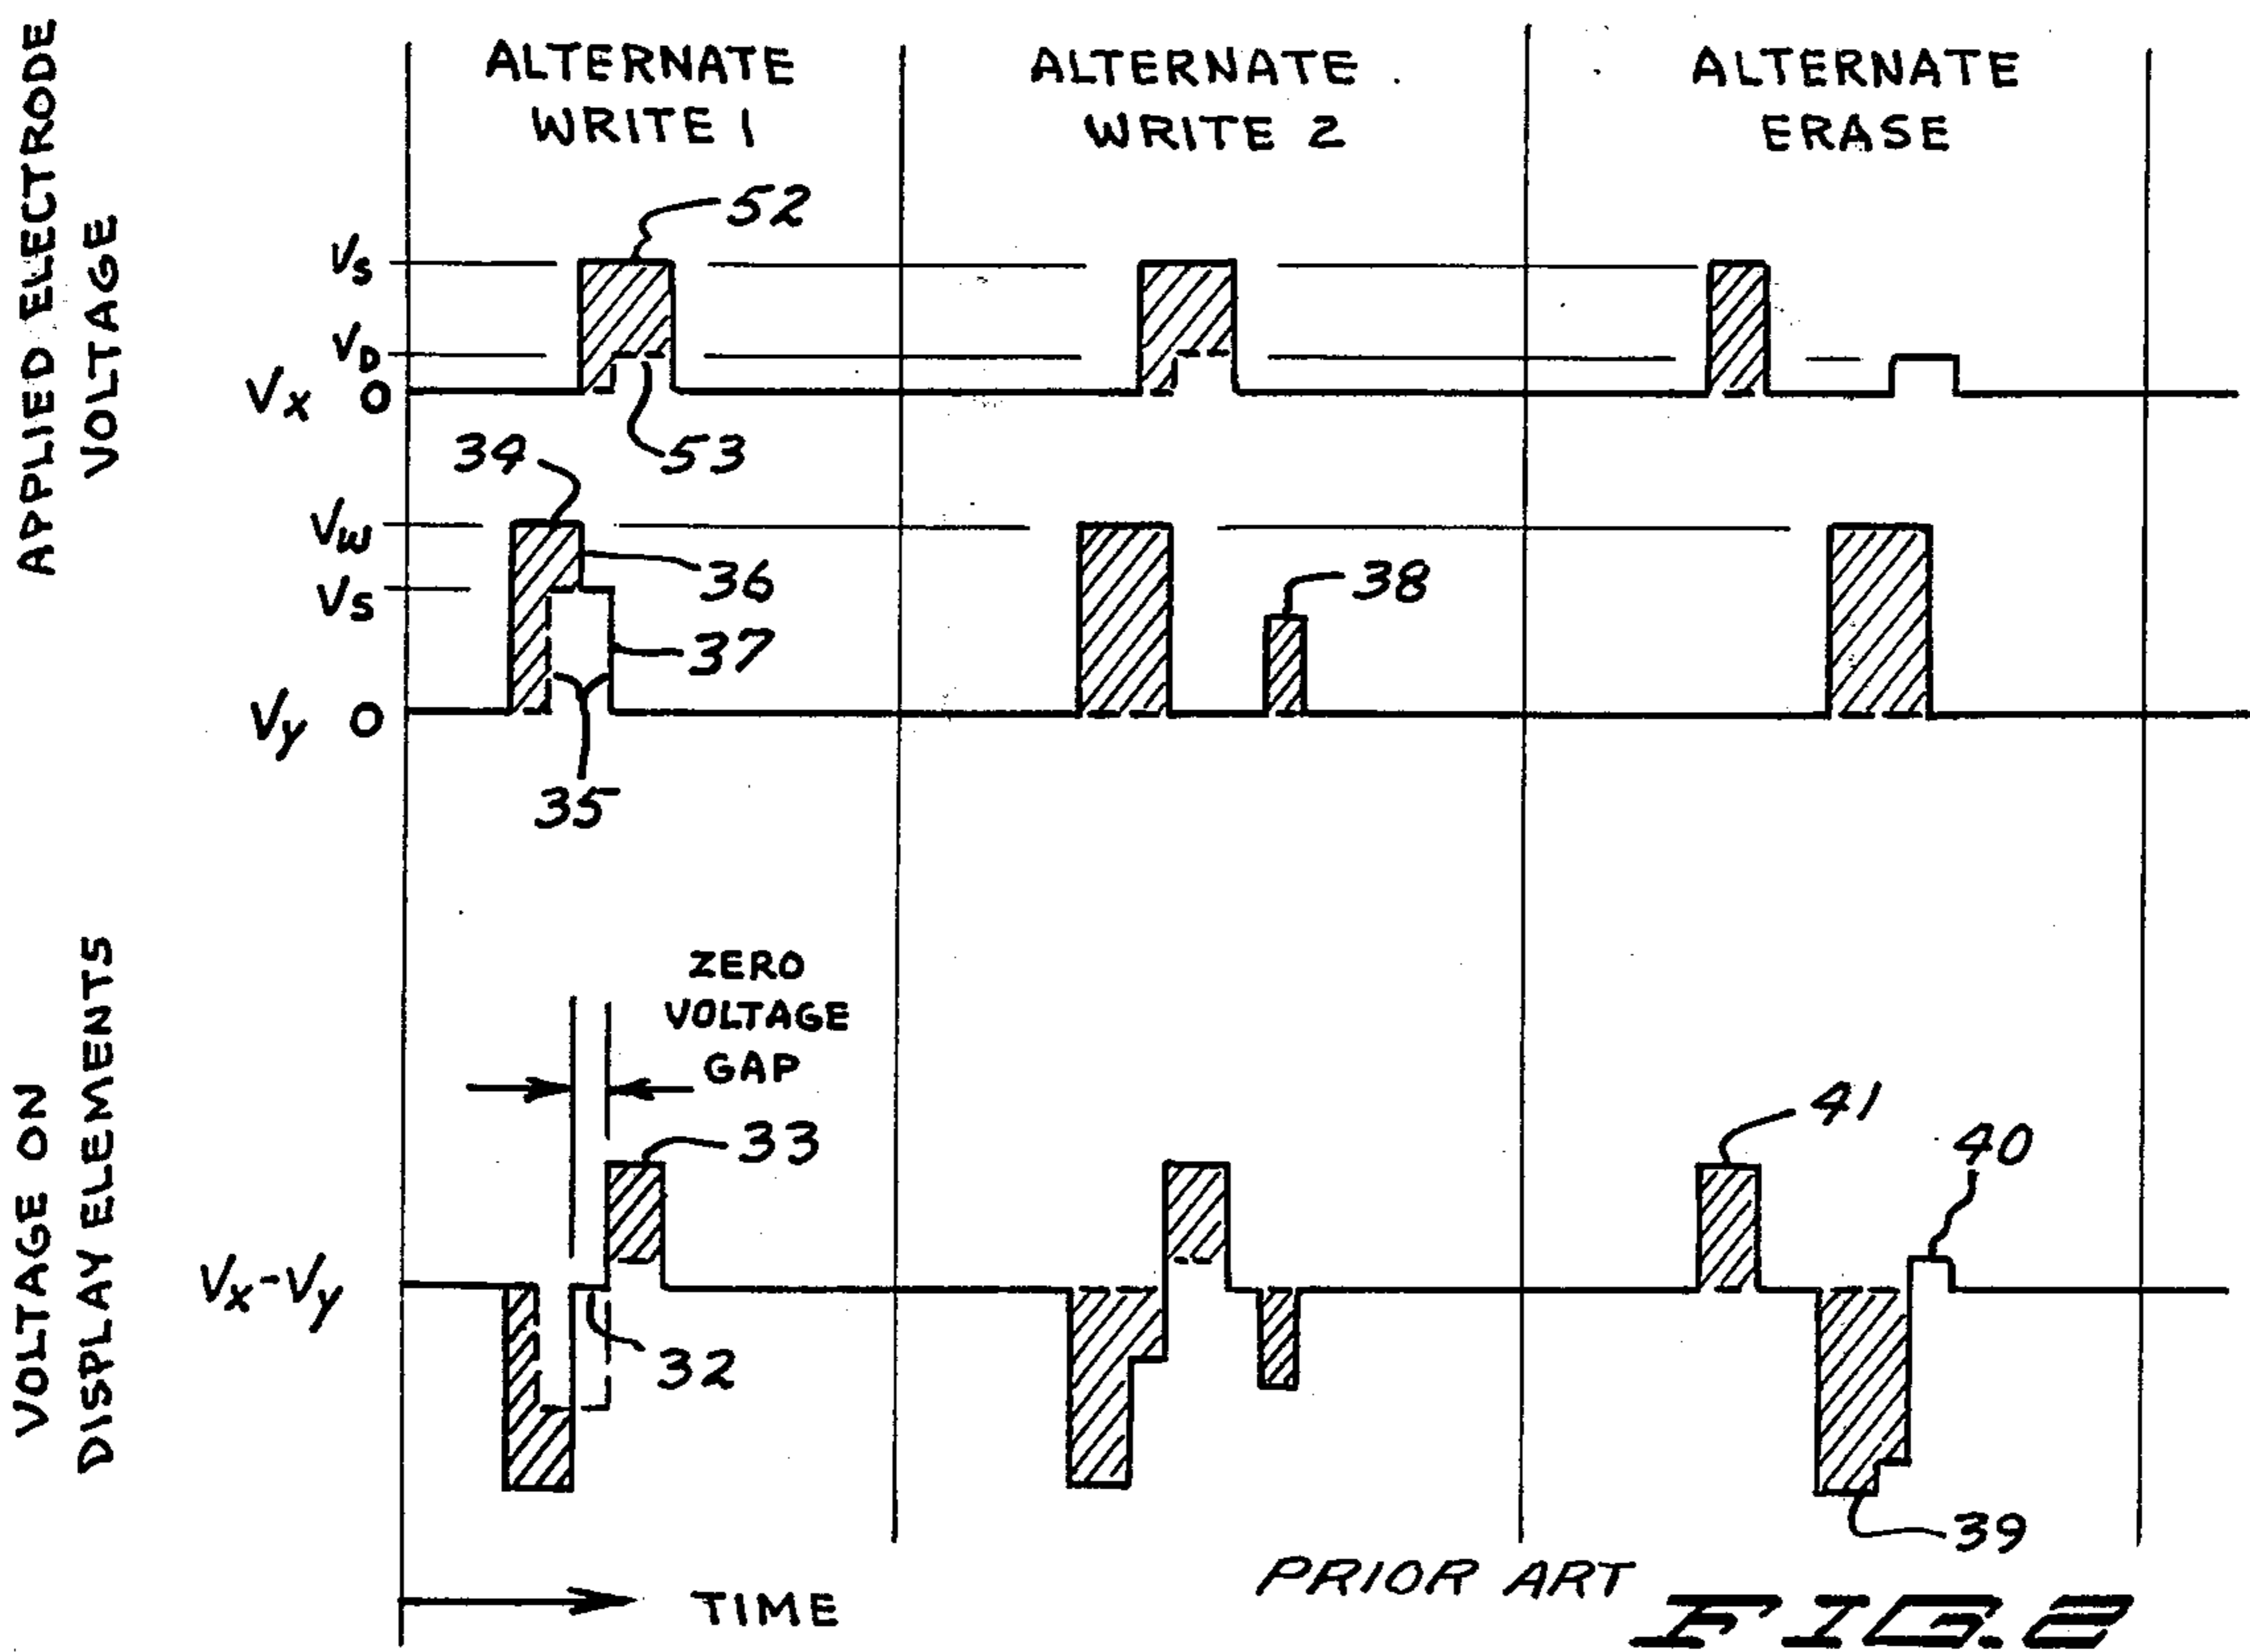 APPLIED ELECTRODE
VOLTAGE
ALTERNATE
WRITE 1
ALTERNATE
WRITE 2
ALTERNATE
ERASE
52
VS
VD
Vx 0
53
34
VW
36
VS
38
37
Vy 0
35
VOLTAGE ON
DISPLAY ELEMENTS
ZERO
VOLTAGE
GAP
33
41
40
Vx-Vy
32
39
TIME
PRIOR ART
FIG.8